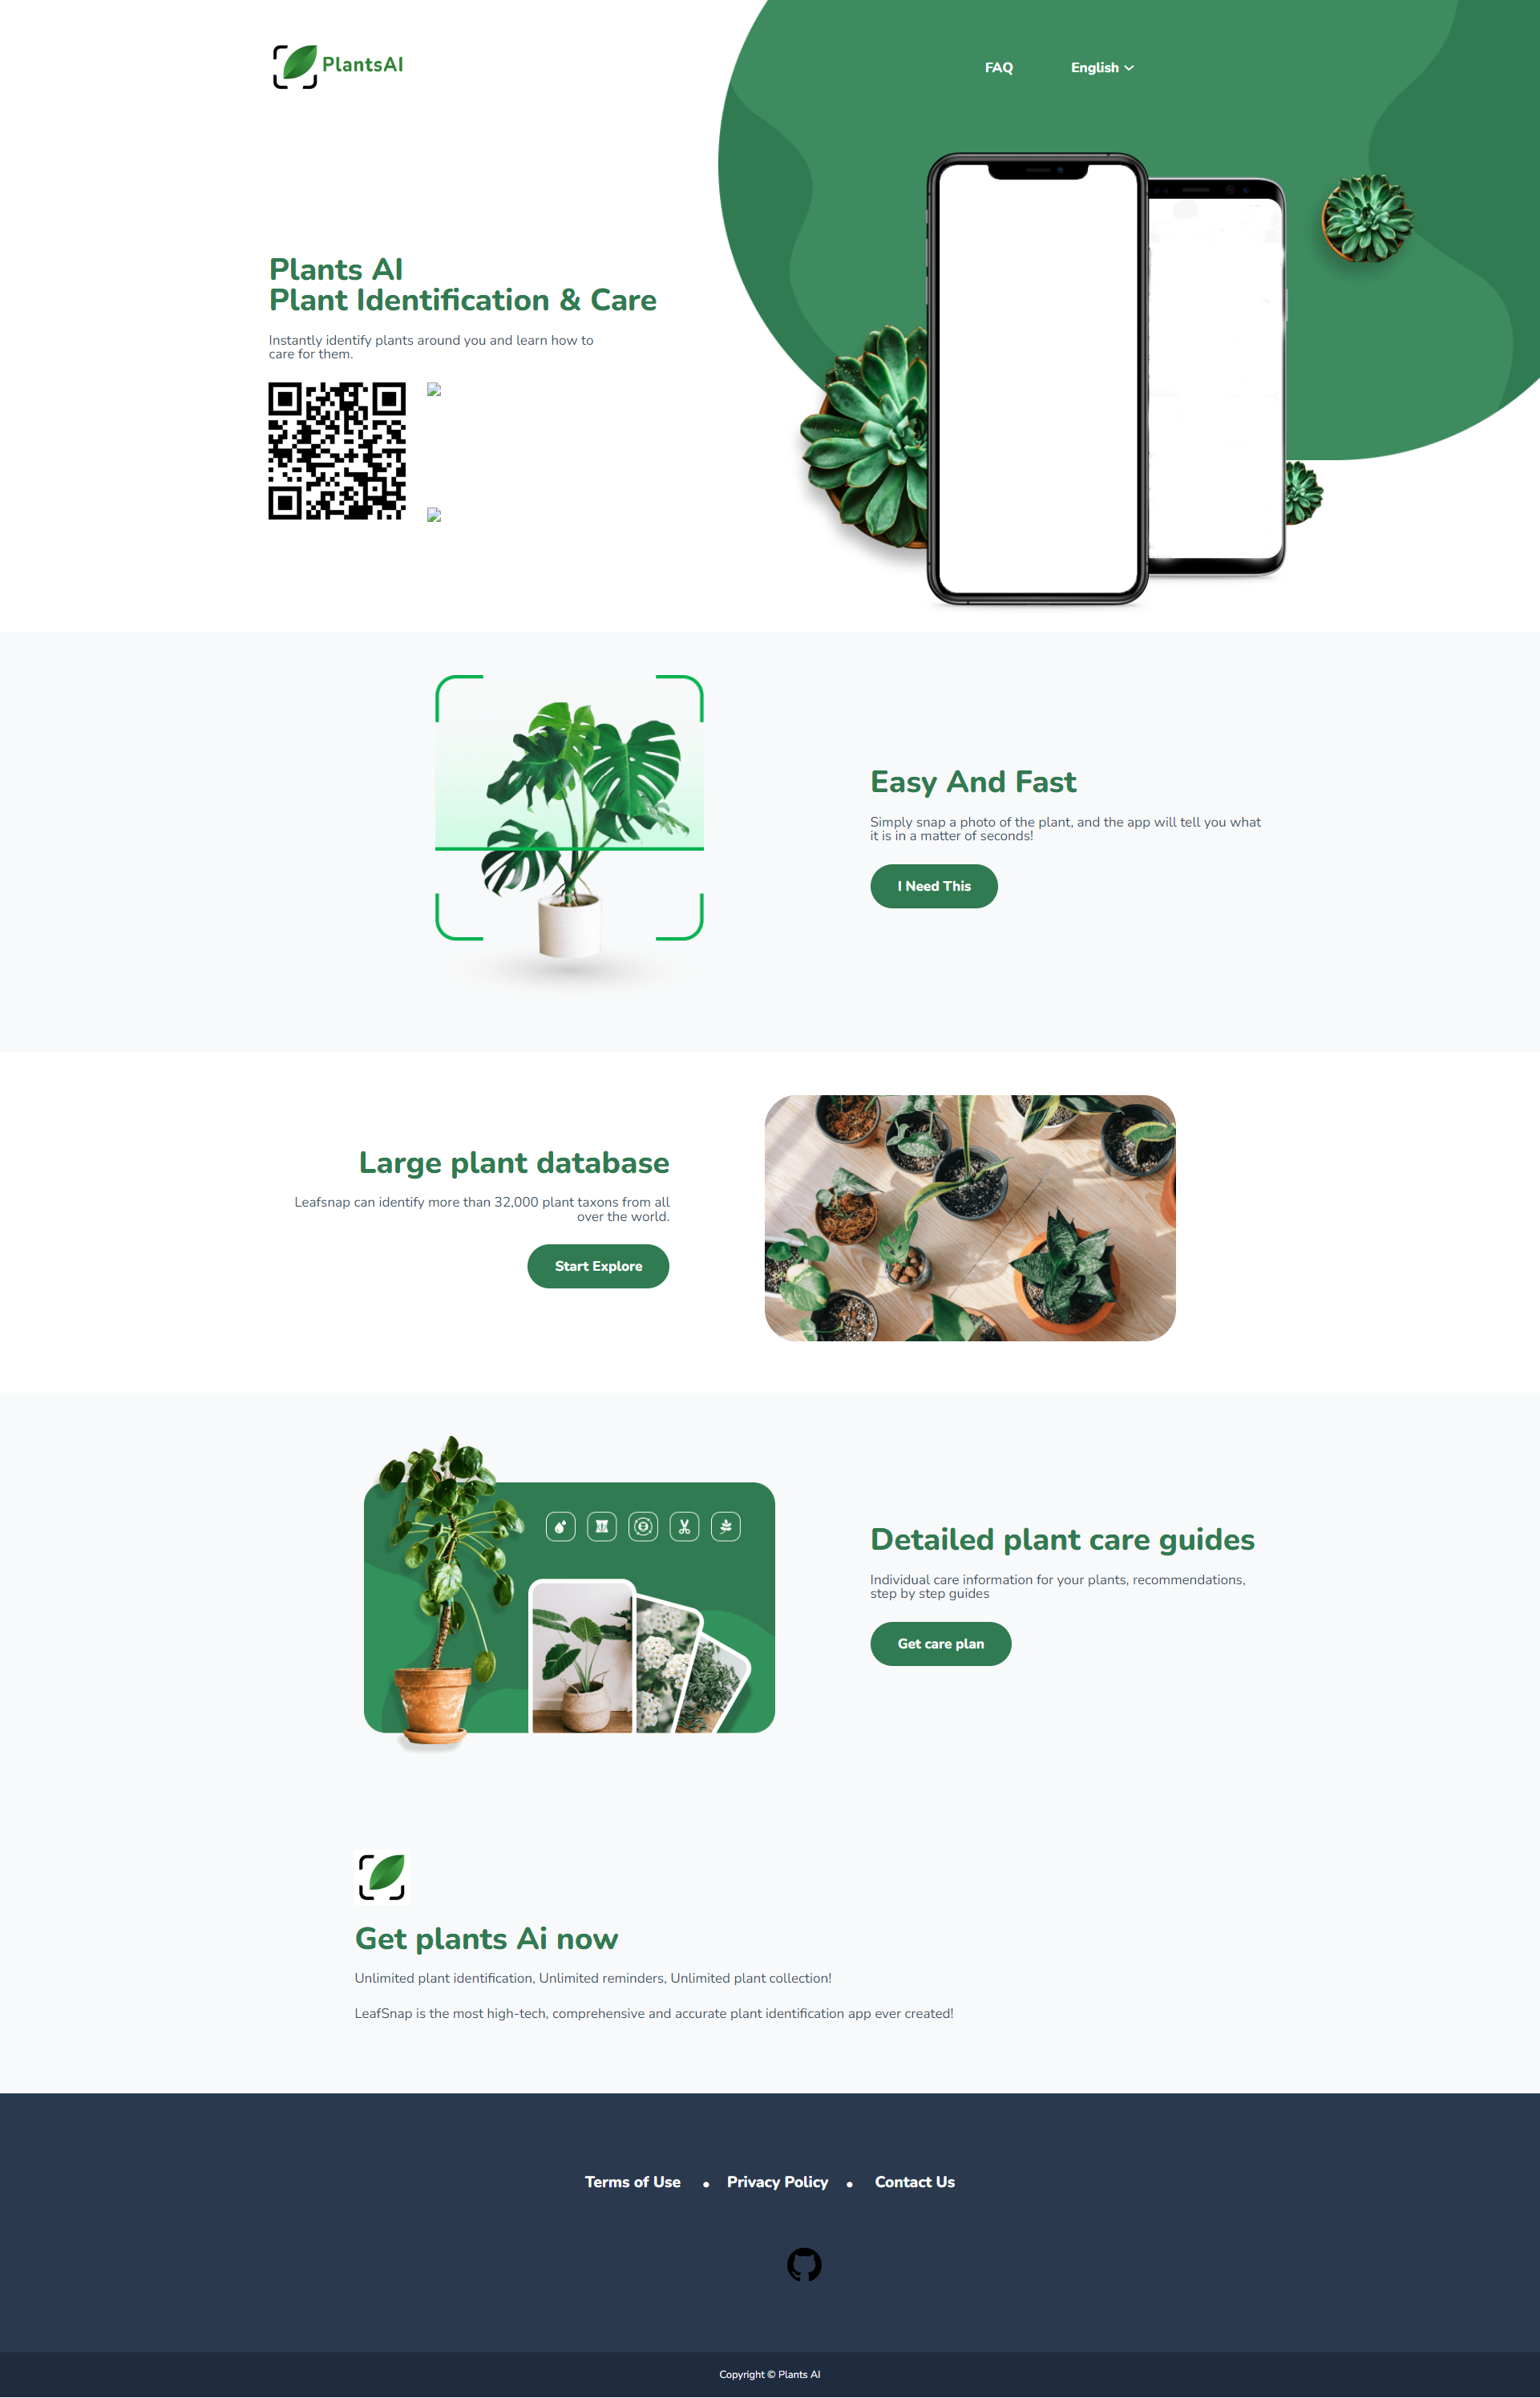 PlantsAI
FAQ
English
Plants AI
Plant Identification & Care
Instantly identify plants around you and learn how to
care for them.
Easy And Fast
Simply snap a photo of the plant, and the app will tell you what
it is in a matter of seconds!
I Need This
Large plant database
Leafsnap can identify more than 32,000 plant taxons from all
over the world.
Start Explore
Detailed plant care guides
Individual care information for your plants, recommendations,
step by step guides
Get care plan
Get plants Ai now
Unlimited plant identification, Unlimited reminders, Unlimited plant collection!
LeafSnap is the most high-tech, comprehensive and accurate plant identification app ever created!
Terms of Use • Privacy Policy • Contact Us
Copyright © Plants AI